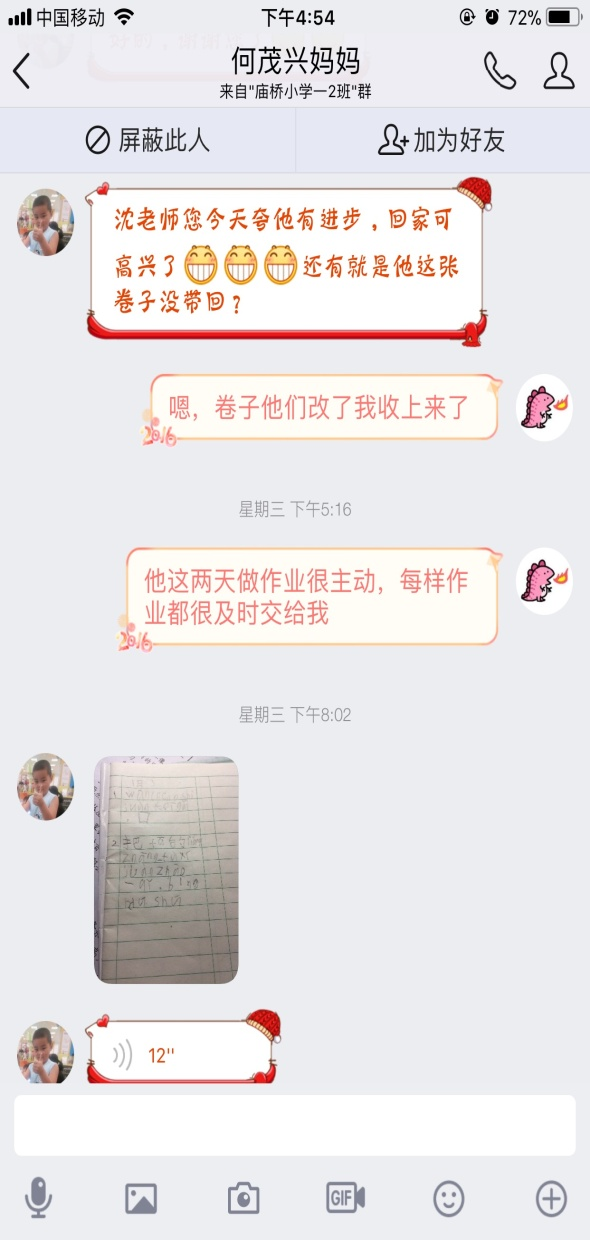 中国移动
下午4:54
72%
何茂兴妈妈
来自"庙桥小学一2班"群
屏蔽此人
加为好友
沈老师您今天夸他有进步，回家可
高兴了😁😁😁还有就是他这张
卷子没带回？
嗯，卷子他们改了我收上来了
星期三 下午5:16
他这两天做作业很主动，每样作
业都很及时交给我
星期三 下午8:02
12''
GIF